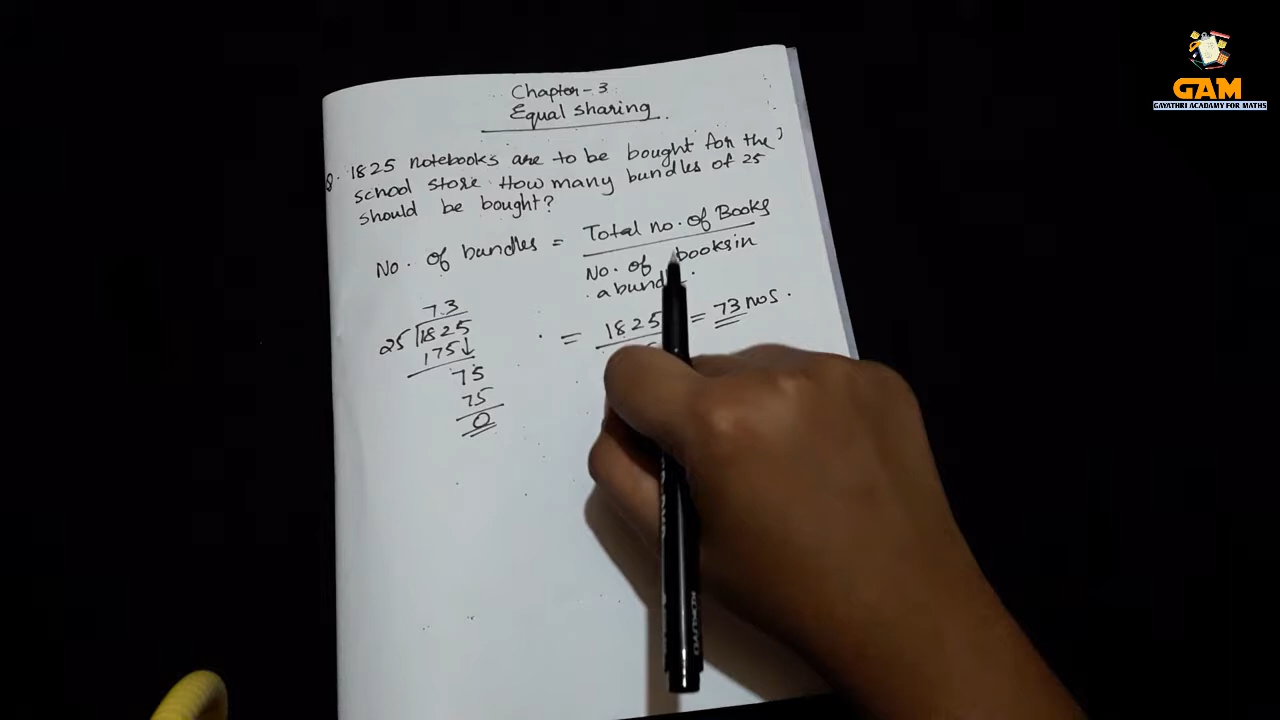 Chapter-3
Equal sharing
8. 1825 notebooks are to be bought for the
school store. How many bundles of 25
should be bought?
No. of bundles = Total no. of Books
No. of books in
a bundle.
73
25 1825
175↓
75
75
0
= 1825 = 73 nos.
GAM
GAYATHRI ACADAMY FOR MATHS